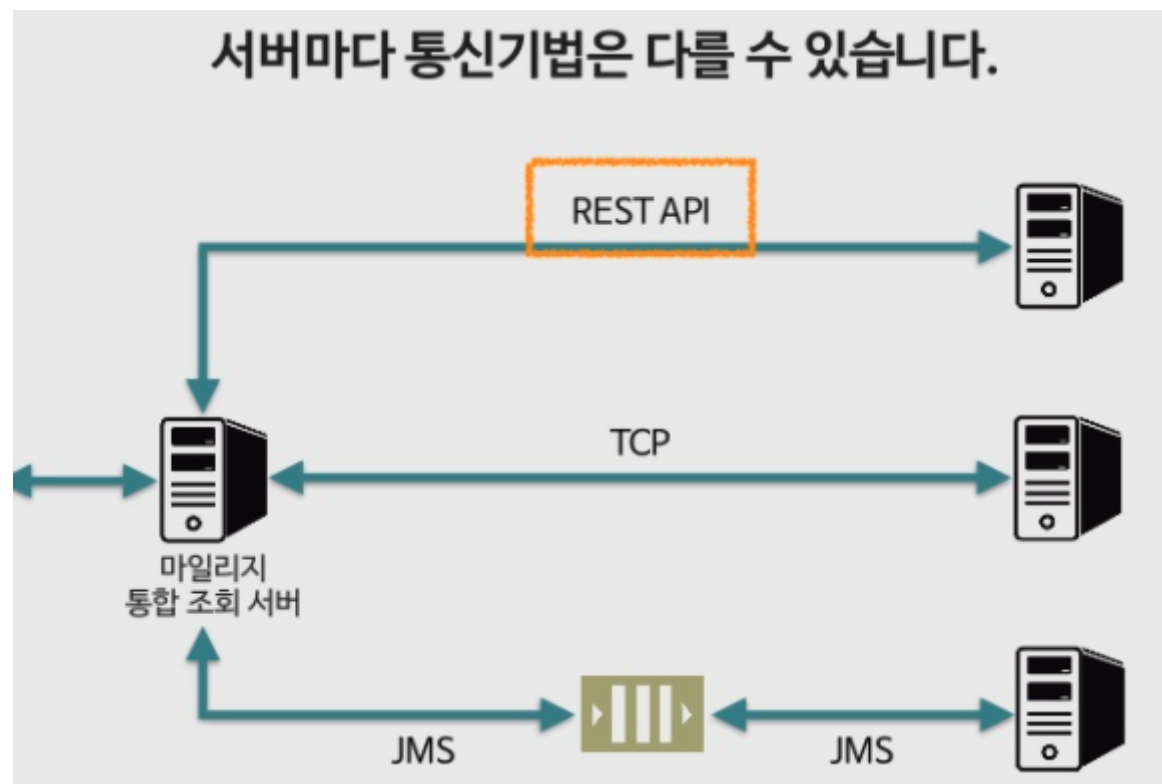 서버마다 통신기법은 다를 수 있습니다.
REST API
TCP
마일리지
통합 조회 서버
JMS
JMS